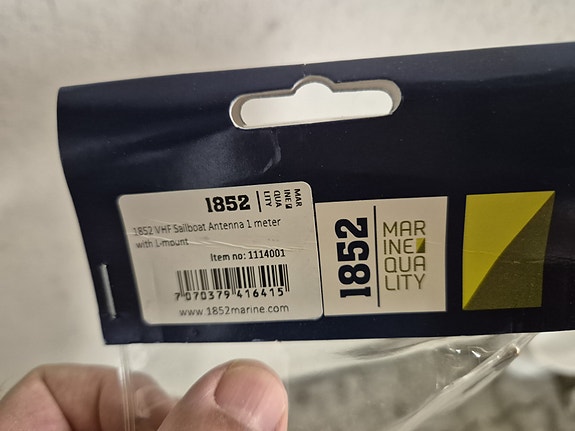 1852
MAR
INE
QUA
LITY
1852 VHF Sailboat Antenna 1 meter
with L-mount
Item no: 1114001
7 070379 416415
www.1852marine.com
1852
MAR
INE
QUA
LITY